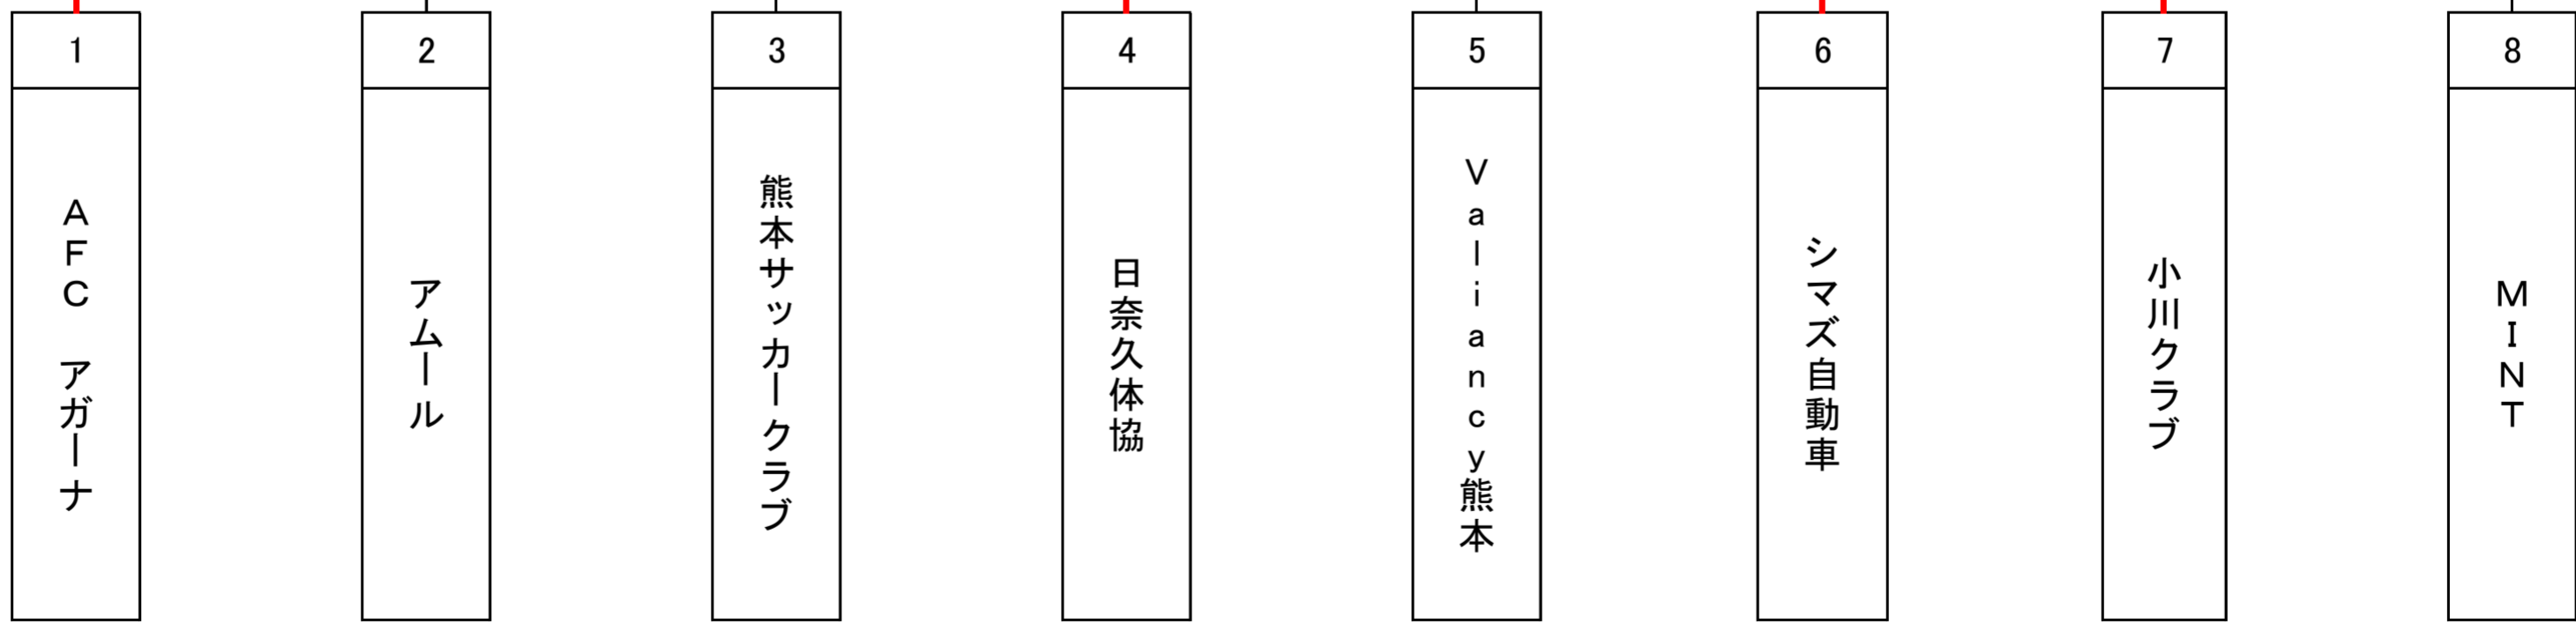 1
AFC アガーナ
2
アムール
3
熊本サッカークラブ
4
日奈久体協
5
Valiancy熊本
6
シマズ自動車
7
小川クラブ
8
MINT